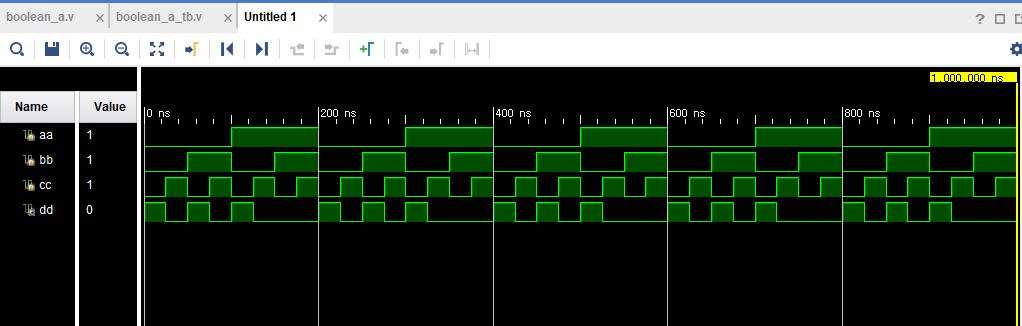 boolean_a.v × boolean_a_tb.v × Untitled 1 ×
? 
1,000.000 ns
Name Value
0 ns 200 ns 400 ns 600 ns 800 ns
aa 1
bb 1
cc 1
dd 0